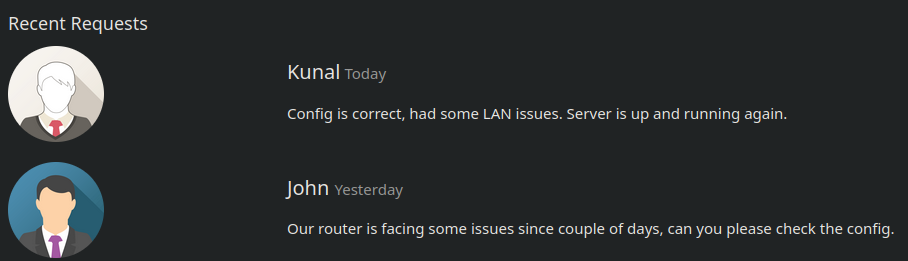 Recent Requests
Kunal Today
Config is correct, had some LAN issues. Server is up and running again.
John Yesterday
Our router is facing some issues since couple of days, can you please check the config.